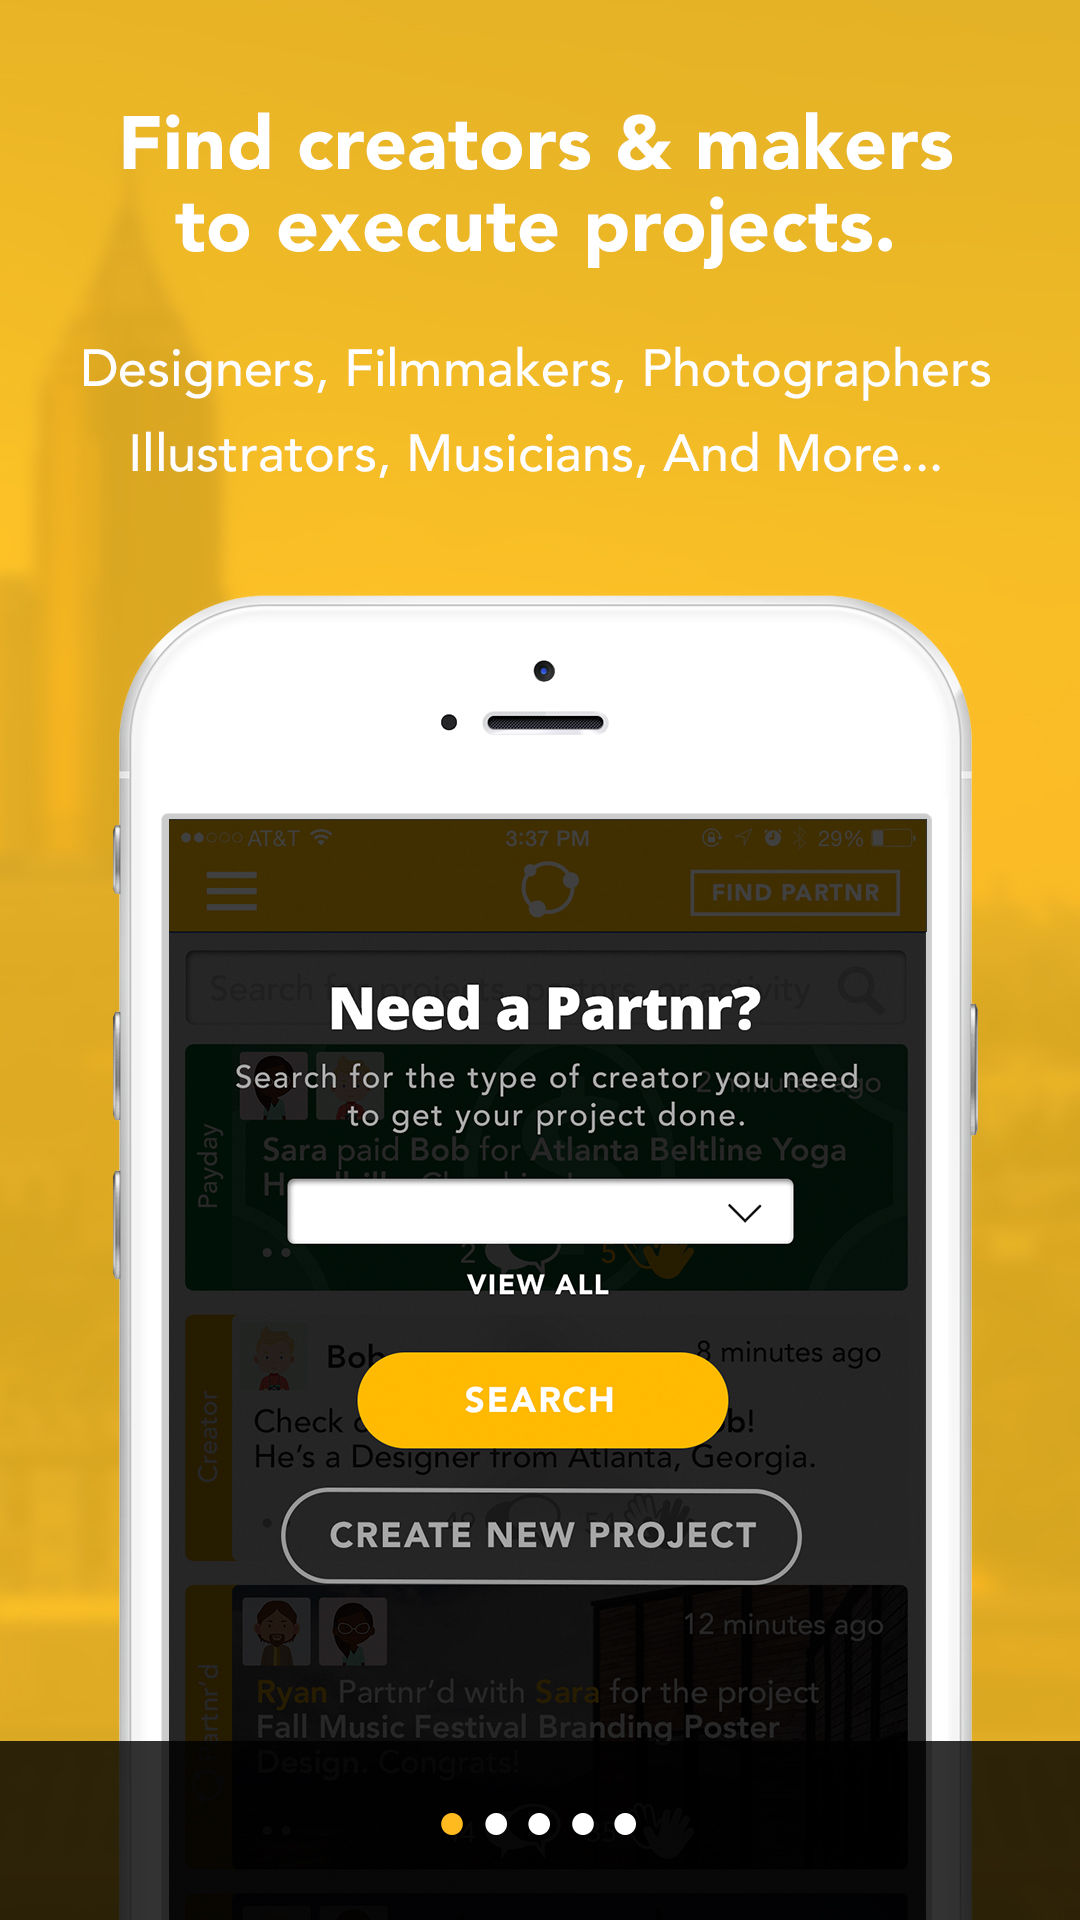 Find creators & makers
to execute projects.
Designers, Filmmakers, Photographers
Illustrators, Musicians, And More...
AT&T 3:37 PM 29%
FIND PARTNR
Search for projects, partnrs or activity
Need a Partnr?
Search for the type of creator you need
to get your project done.
2 minutes ago
Payday
Sara paid Bob for Atlanta Beltline Yoga
2 5
VIEW ALL
Bob 8 minutes ago
SEARCH
Creator
Check
He's a Designer from Atlanta, Georgia.
CREATE NEW PROJECT
12 minutes ago
Partnr'd
Ryan Partnr'd with Sara for the project
Fall Music Festival Branding Poster
Design. Congrats!